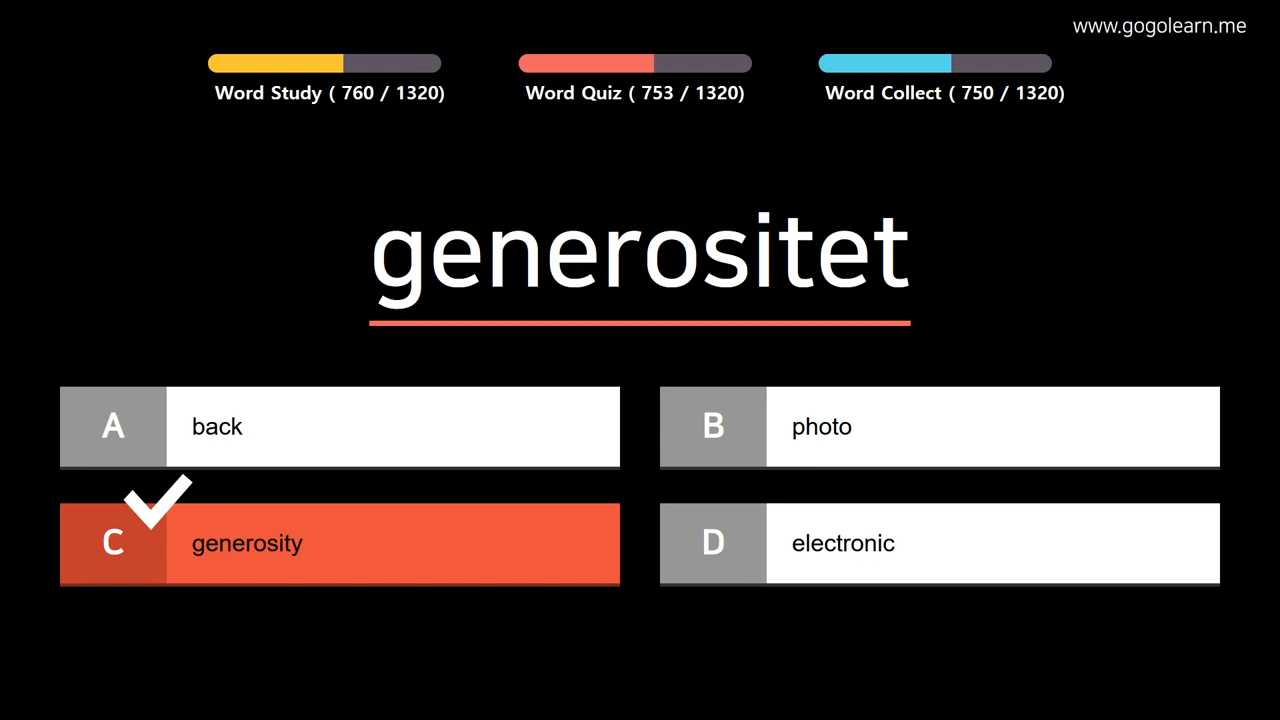 www.gogolearn.me
Word Study ( 760 / 1320)
Word Quiz ( 753 / 1320)
Word Collect ( 750 / 1320)
generositet
A
back
B
photo
C
generosity
D
electronic